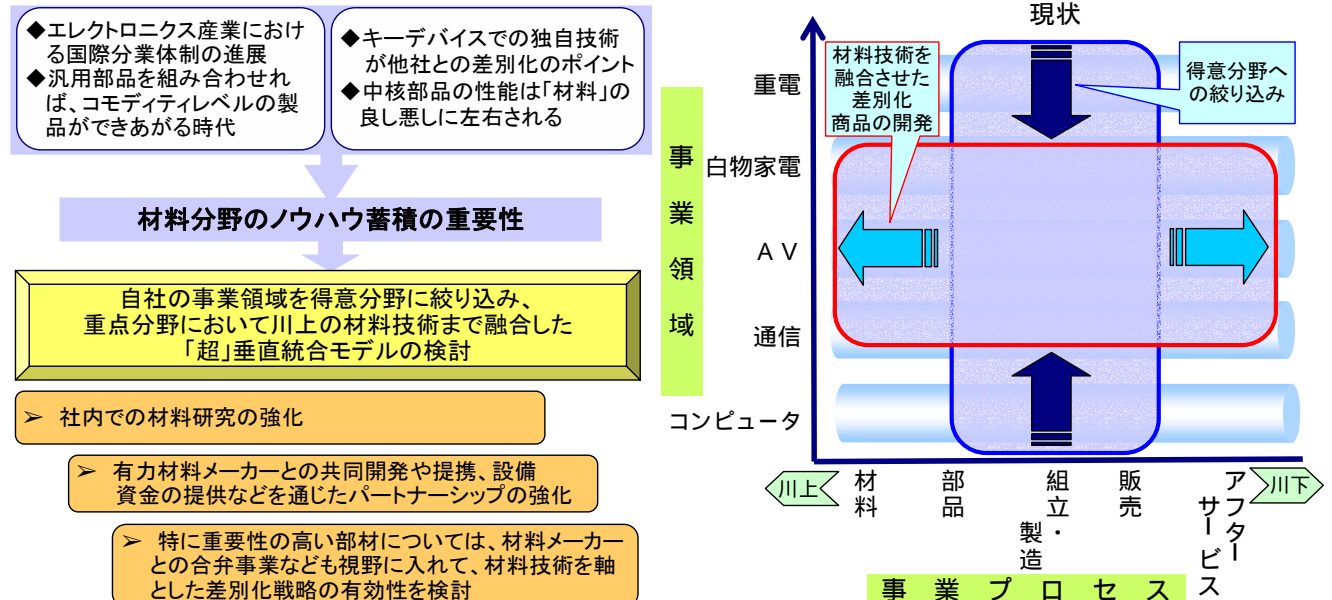 ◆エレクトロニクス産業におけ
る国際分業体制の進展
◆汎用部品を組み合わせれ
ば、コモディティレベルの製
品ができあがる時代
◆キーデバイスでの独自技術
が他社との差別化のポイント
◆中核部品の性能は「材料」の
良し悪しに左右される
材料分野のノウハウ蓄積の重要性
自社の事業領域を得意分野に絞り込み、
重点分野において川上の材料技術まで融合した
「超」垂直統合モデルの検討
➢ 社内での材料研究の強化
➢ 有力材料メーカーとの共同開発や提携、設備
資金の提供などを通じたパートナーシップの強化
➢ 特に重要性の高い部材については、材料メーカー
との合弁事業なども視野に入れて、材料技術を軸
とした差別化戦略の有効性を検討
現状
材料技術を
融合させた
差別化
商品の開発
得意分野へ
の絞り込み
事業領域
重電
白物家電
ＡＶ
通信
コンピュータ
川上
材料
部品
組立・
製造
販売
アフター
サービス
川下
事業プロセス